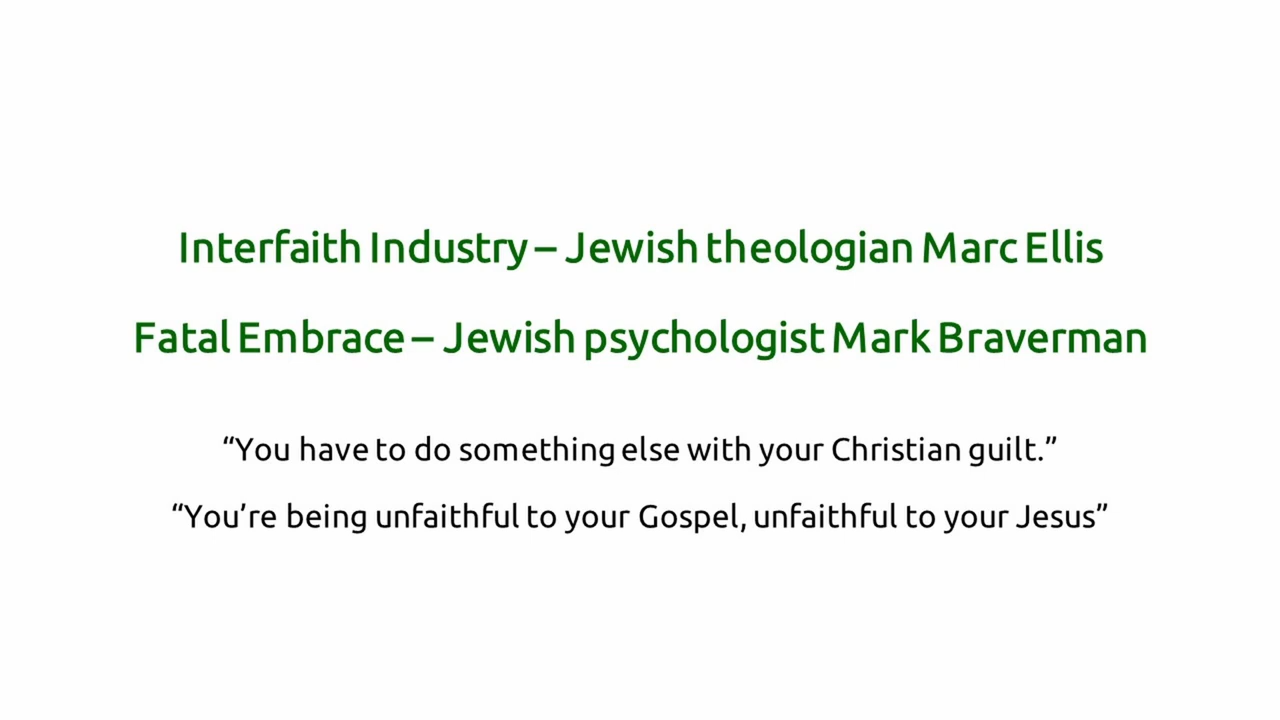 Interfaith Industry – Jewish theologian Marc Ellis
Fatal Embrace – Jewish psychologist Mark Braverman
“You have to do something else with your Christian guilt.”
“You’re being unfaithful to your Gospel, unfaithful to your Jesus”